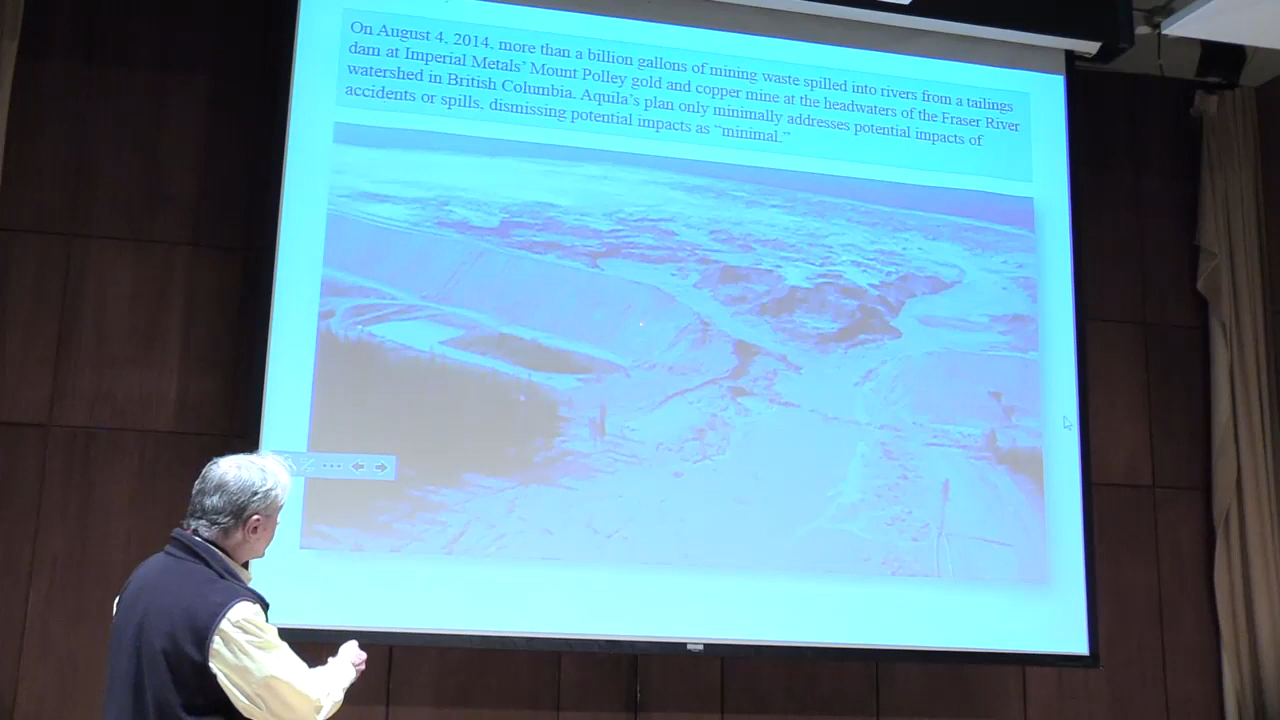 On August 4, 2014, more than a billion gallons of mining waste spilled into rivers from a tailings
dam at Imperial Metals’ Mount Polley gold and copper mine at the headwaters of the Fraser River
watershed in British Columbia. Aquila’s plan only minimally addresses potential impacts of
accidents or spills, dismissing potential impacts as “minimal.”